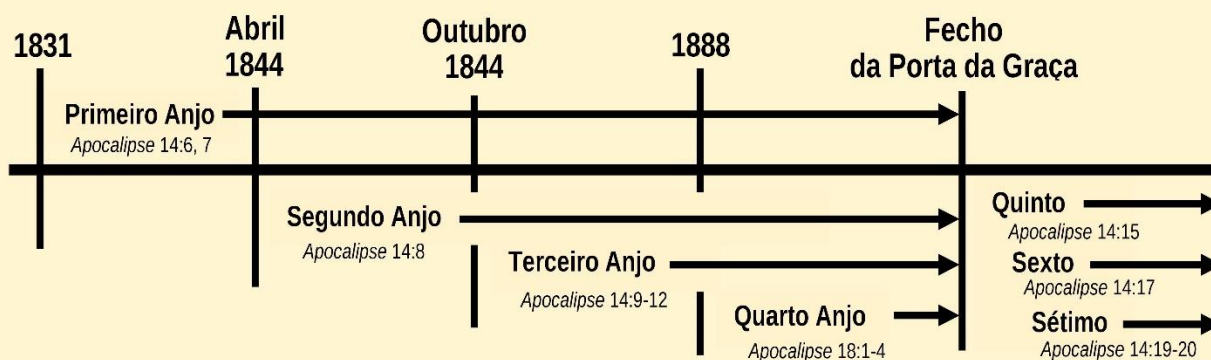 1831
Abril
1844
Outubro
1844
1888
Fecho
da Porta da Graça
Primeiro Anjo
Apocalipse 14:6, 7
Segundo Anjo
Apocalipse 14:8
Terceiro Anjo
Apocalipse 14:9-12
Quarto Anjo
Apocalipse 18:1-4
Quinto
Apocalipse 14:15
Sexto
Apocalipse 14:17
Sétimo
Apocalipse 14:19-20